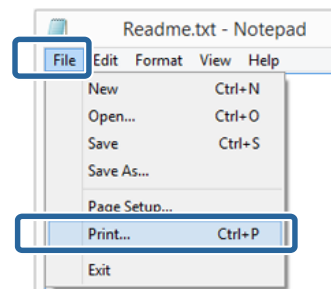 Readme.txt - Notepad
File Edit Format View Help
New Ctrl+N
Open... Ctrl+O
Save Ctrl+S
Save As...
Page Setup...
Print... Ctrl+P
Exit